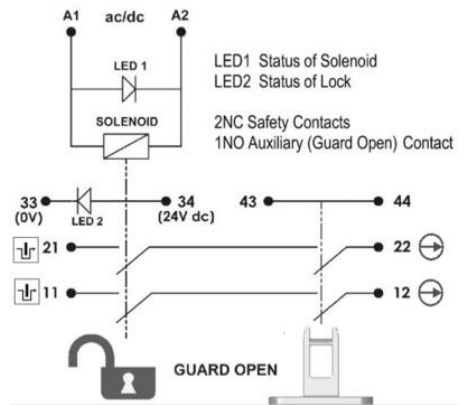 A1 ac/dc A2
LED 1
LED1 Status of Solenoid
LED2 Status of Lock
SOLENOID
2NC Safety Contacts
1NO Auxiliary (Guard Open) Contact
33 34 43 44
(0V) LED 2 (24V dc)
21 22
11 12
GUARD OPEN